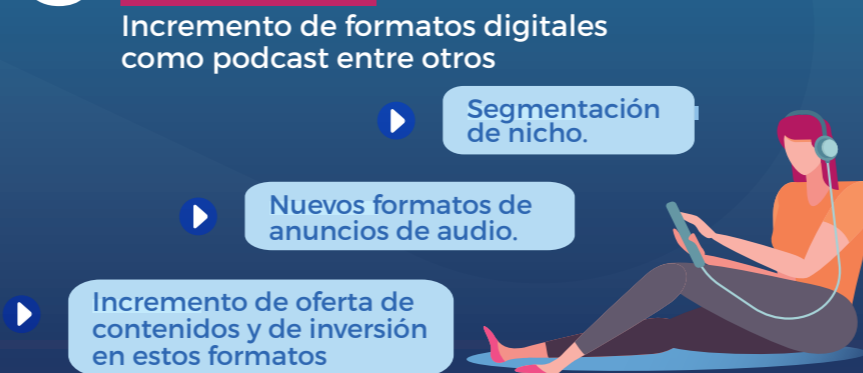 Incremento de formatos digitales
como podcast entre otros
Segmentación
de nicho.
Nuevos formatos de
anuncios de audio.
Incremento de oferta de
contenidos y de inversión
en estos formatos